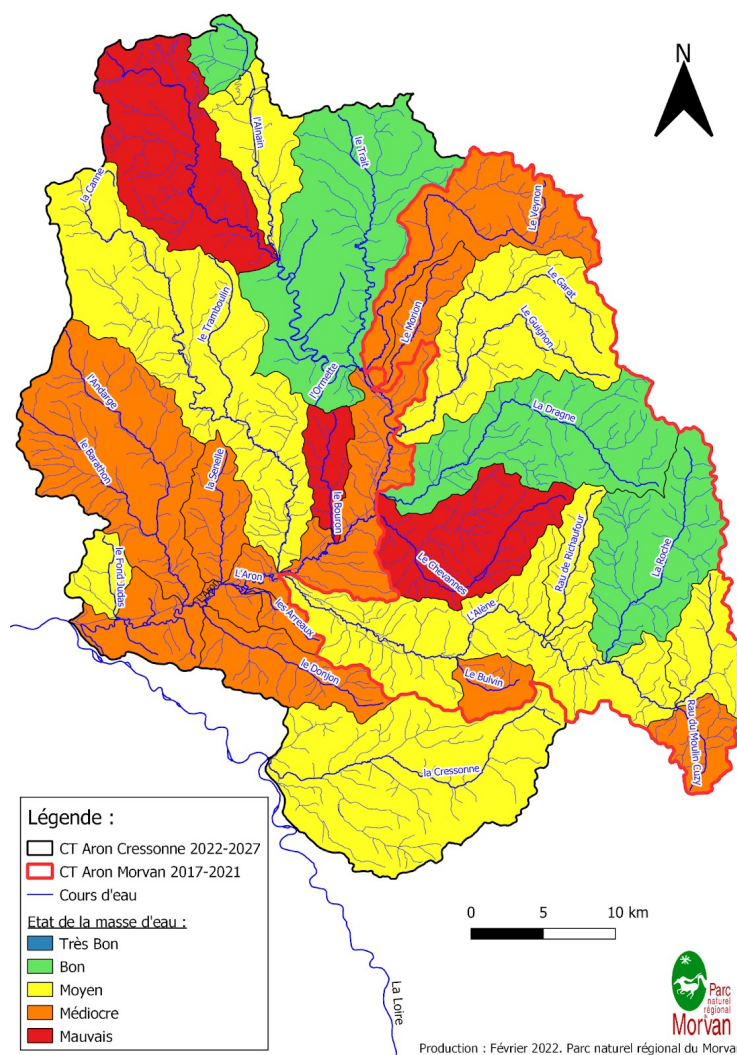 N
l'Alnain
le Trait
la Canne
Le Veynon
Le Garat
Le Morion
Le Guignon
le Tramboulin
l'Ormette
l'Andarge
La Dragne
le Barathon
la Senelle
le Bouron
Le Chevannes
Rau de Richaufour
La Roche
le Fond Judas
L'Aron
l'Aron
les Arreaux
L'Alène
le Donjon
Le Bulvin
Rau du Moulin Cuzy
la Cressonne
La Loire
Légende :
CT Aron Cressonne 2022-2027
CT Aron Morvan 2017-2021
Cours d'eau
Etat de la masse d'eau :
Très Bon
Bon
Moyen
Médiocre
Mauvais
0 5 10 km
Parc
naturel
régional
du
Morvan
Production : Février 2022. Parc naturel régional du Morvan